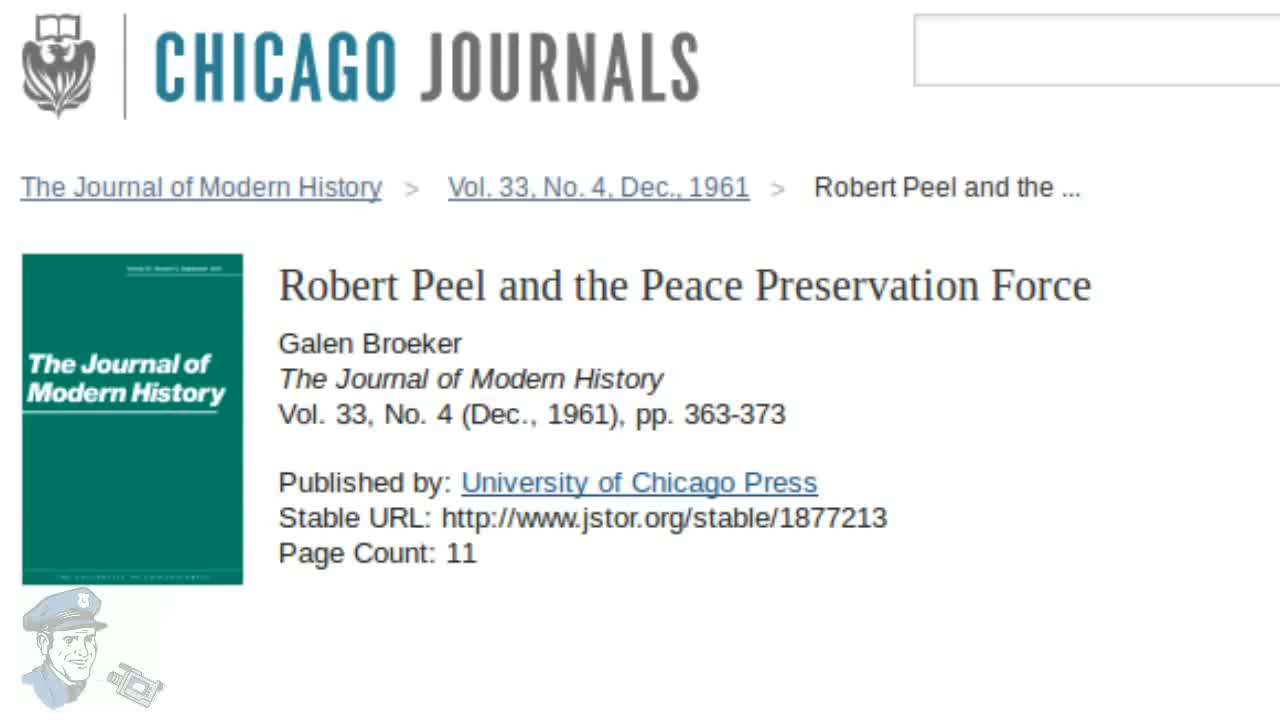 CHICAGO JOURNALS
The Journal of Modern History > Vol. 33, No. 4, Dec., 1961 > Robert Peel and the ...
Robert Peel and the Peace Preservation Force
The Journal of
Modern History
Galen Broeker
The Journal of Modern History
Vol. 33, No. 4 (Dec., 1961), pp. 363-373
Published by: University of Chicago Press
Stable URL: http://www.jstor.org/stable/1877213
Page Count: 11